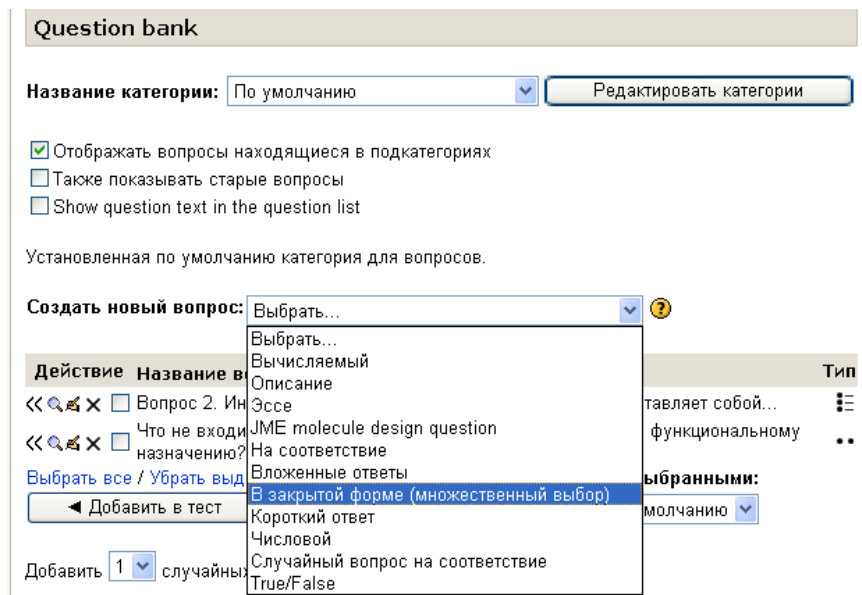 Question bank
Название категории: По умолчанию Редактировать категории
Отображать вопросы находящиеся в подкатегориях
Также показывать старые вопросы
Show question text in the question list
Установленная по умолчанию категория для вопросов.
Создать новый вопрос: Выбрать...
Выбрать...
Вычисляемый
Описание
Эссе
JME molecule design question
На соответствие
Вложенные ответы
В закрытой форме (множественный выбор)
Короткий ответ
Числовой
Случайный вопрос на соответствие
True/False
Действие Название в Тип
Вопрос 2. Ин тавляет собой...
Что не входи функциональному
назначению?
Выбрать все / Убрать выд ыбранными:
Добавить в тест молчанию
Добавить 1 случайны